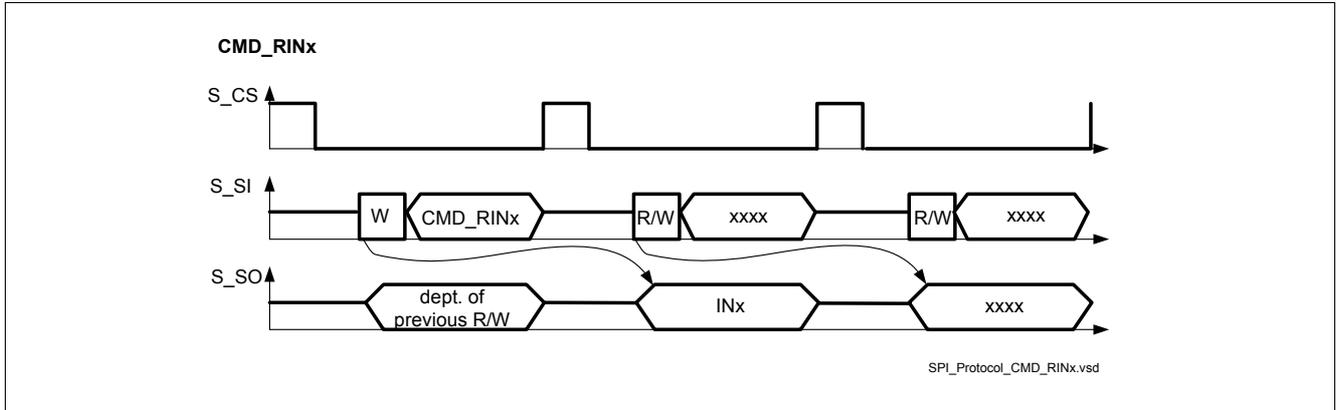 CMD_RINx
S_CS
S_SI
W
CMD_RINx
R/W
xxxx
R/W
xxxx
S_SO
dept. of
previous R/W
INx
xxxx
SPI_Protocol_CMD_RINx.vsd